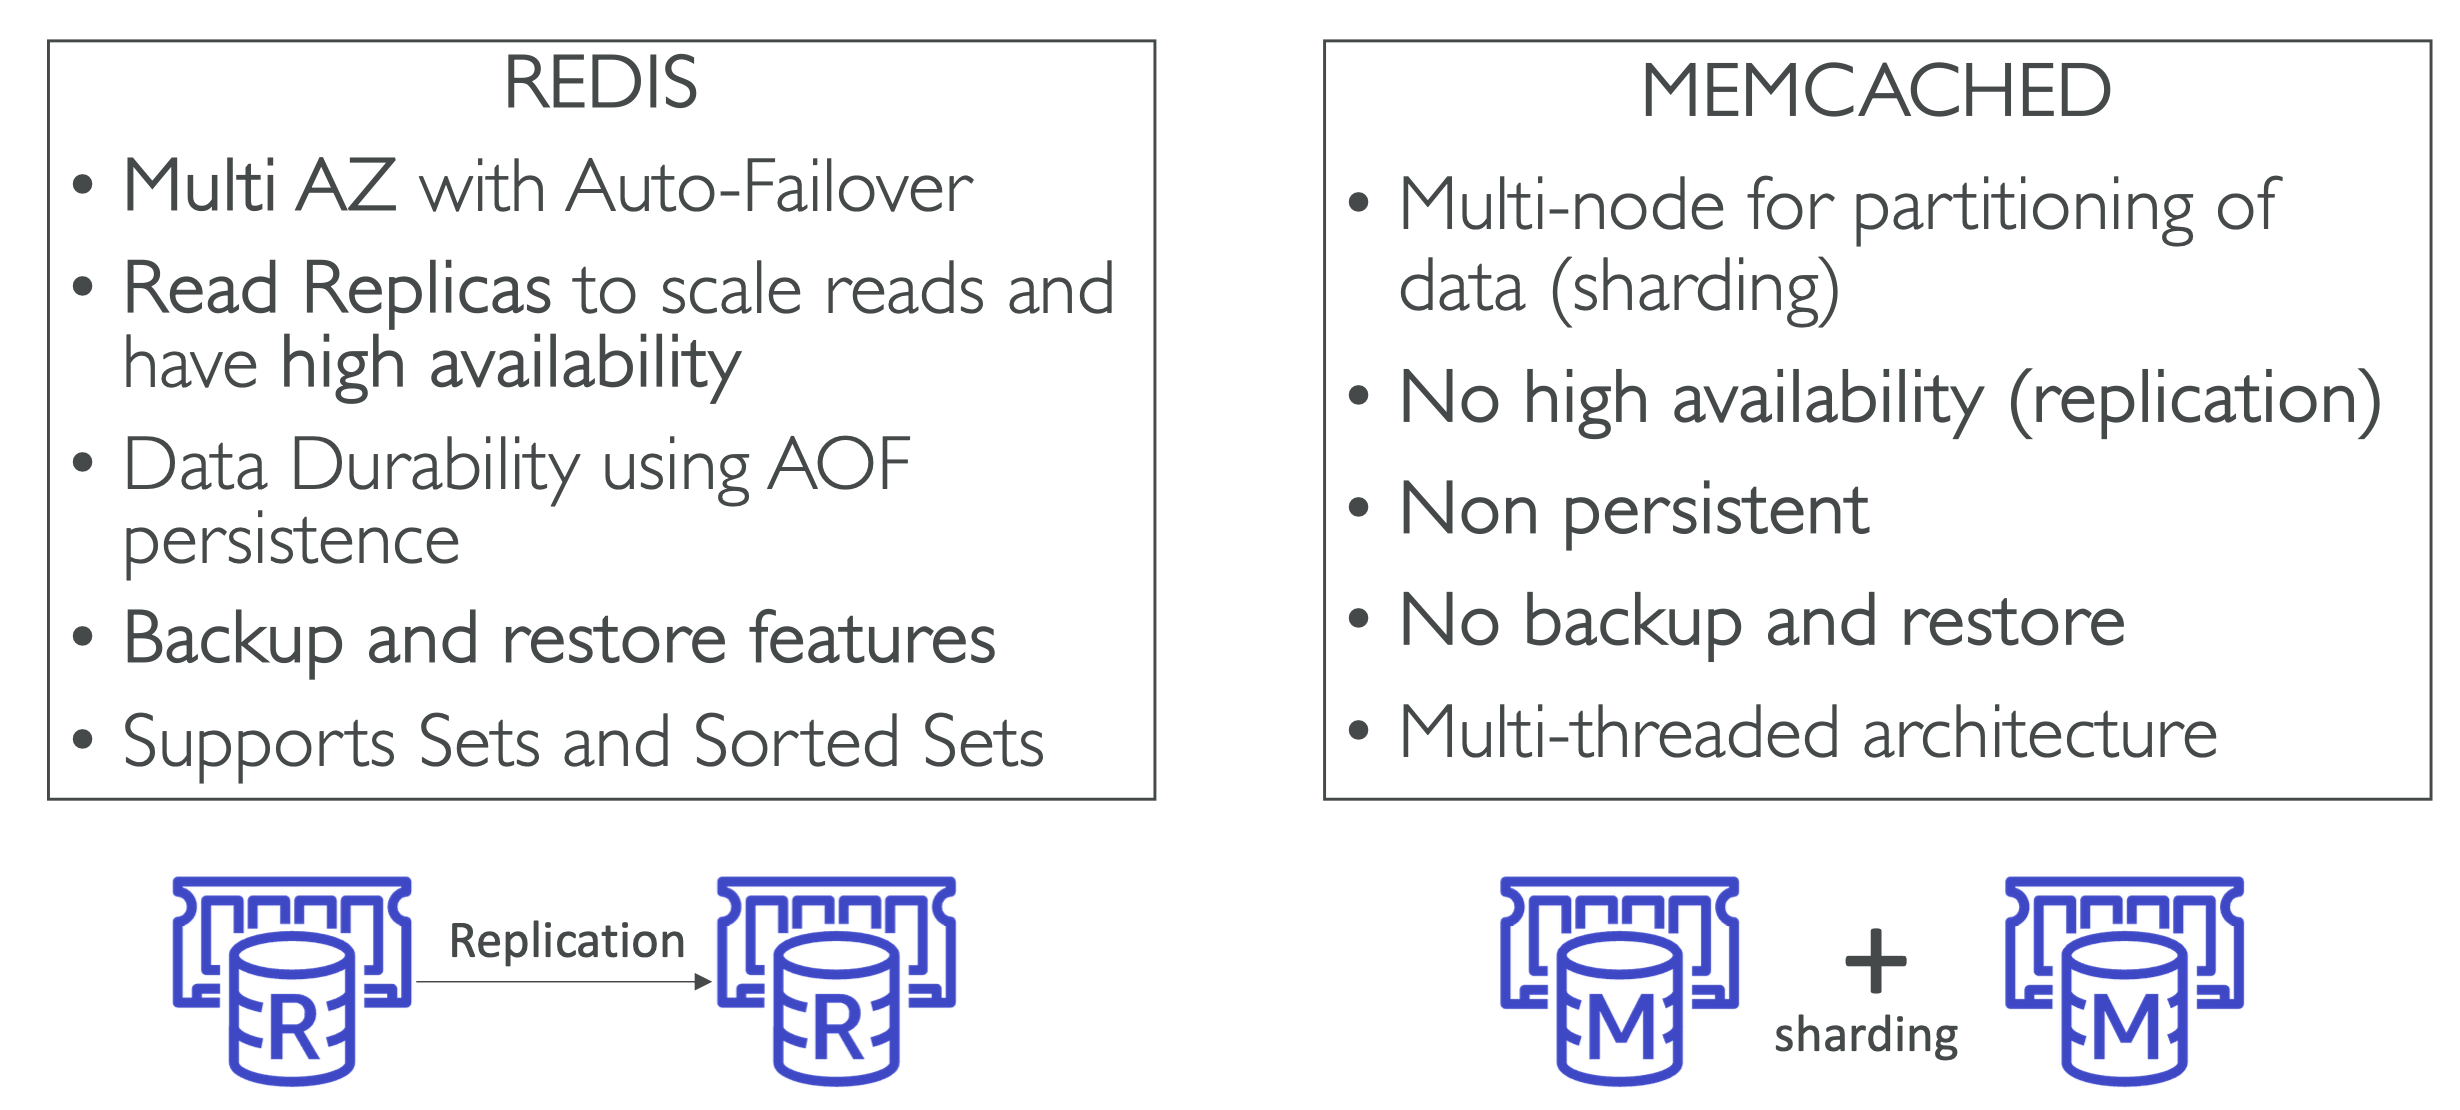 REDIS
• Multi AZ with Auto-Failover
• Read Replicas to scale reads and
have high availability
• Data Durability using AOF
persistence
• Backup and restore features
• Supports Sets and Sorted Sets
MEMCACHED
• Multi-node for partitioning of
data (sharding)
• No high availability (replication)
• Non persistent
• No backup and restore
• Multi-threaded architecture
R
Replication
R
M
+
sharding
M